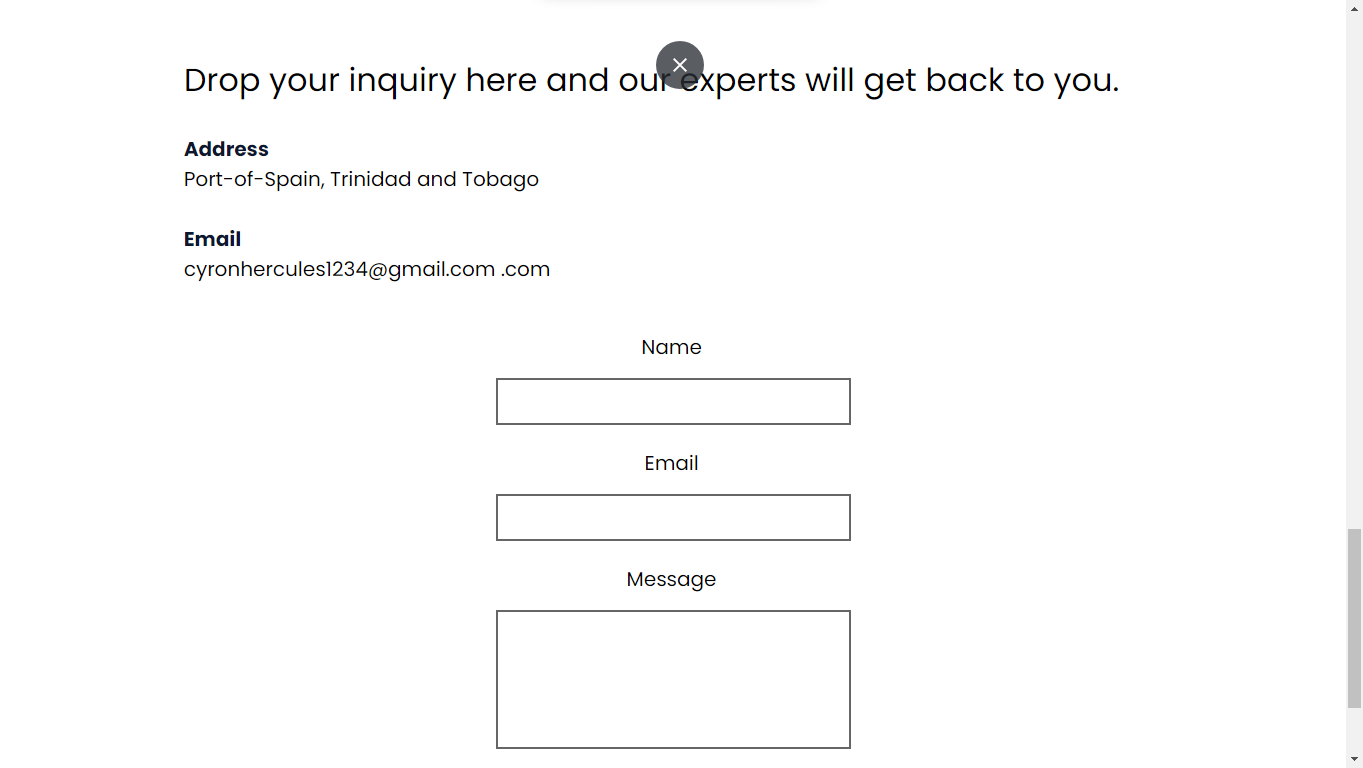 Drop your inquiry here and our experts will get back to you.
Address
Port-of-Spain, Trinidad and Tobago
Email
cyronhercules1234@gmail.com .com
Name
Email
Message